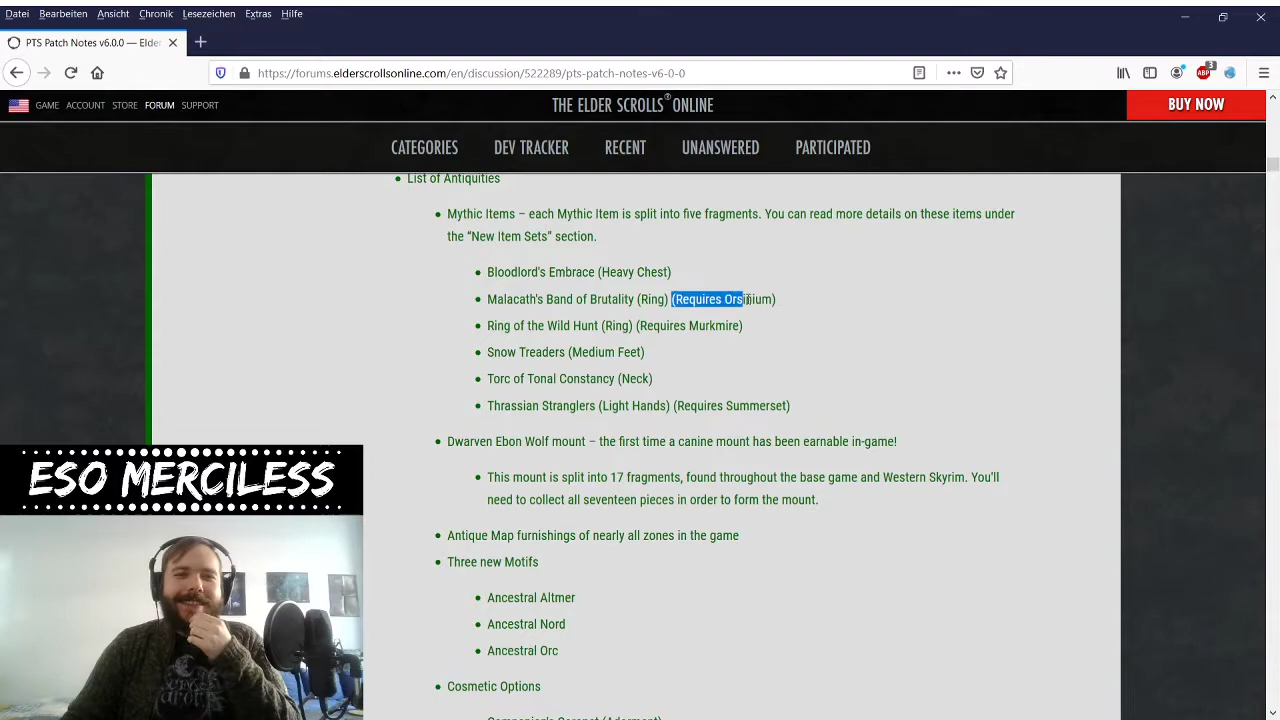 Datei Bearbeiten Ansicht Chronik Lesezeichen Extras Hilfe
PTS Patch Notes v6.0.0 — Elder
https://forums.elderscrollsonline.com/en/discussion/522289/pts-patch-notes-v6-0-0
ABP 3
GAME ACCOUNT STORE FORUM SUPPORT
THE ELDER SCROLLS® ONLINE
BUY NOW
CATEGORIES DEV TRACKER RECENT UNANSWERED PARTICIPATED
List of Antiquities
Mythic Items – each Mythic Item is split into five fragments. You can read more details on these items under
the “New Item Sets” section.
Bloodlord's Embrace (Heavy Chest)
Malacath's Band of Brutality (Ring) (Requires Orsinium)
Ring of the Wild Hunt (Ring) (Requires Murkmire)
Snow Treaders (Medium Feet)
Torc of Tonal Constancy (Neck)
Thrassian Stranglers (Light Hands) (Requires Summerset)
Dwarven Ebon Wolf mount – the first time a canine mount has been earnable in-game!
This mount is split into 17 fragments, found throughout the base game and Western Skyrim. You'll
need to collect all seventeen pieces in order to form the mount.
Antique Map furnishings of nearly all zones in the game
Three new Motifs
Ancestral Altmer
Ancestral Nord
Ancestral Orc
Cosmetic Options
ESO MERCILESS